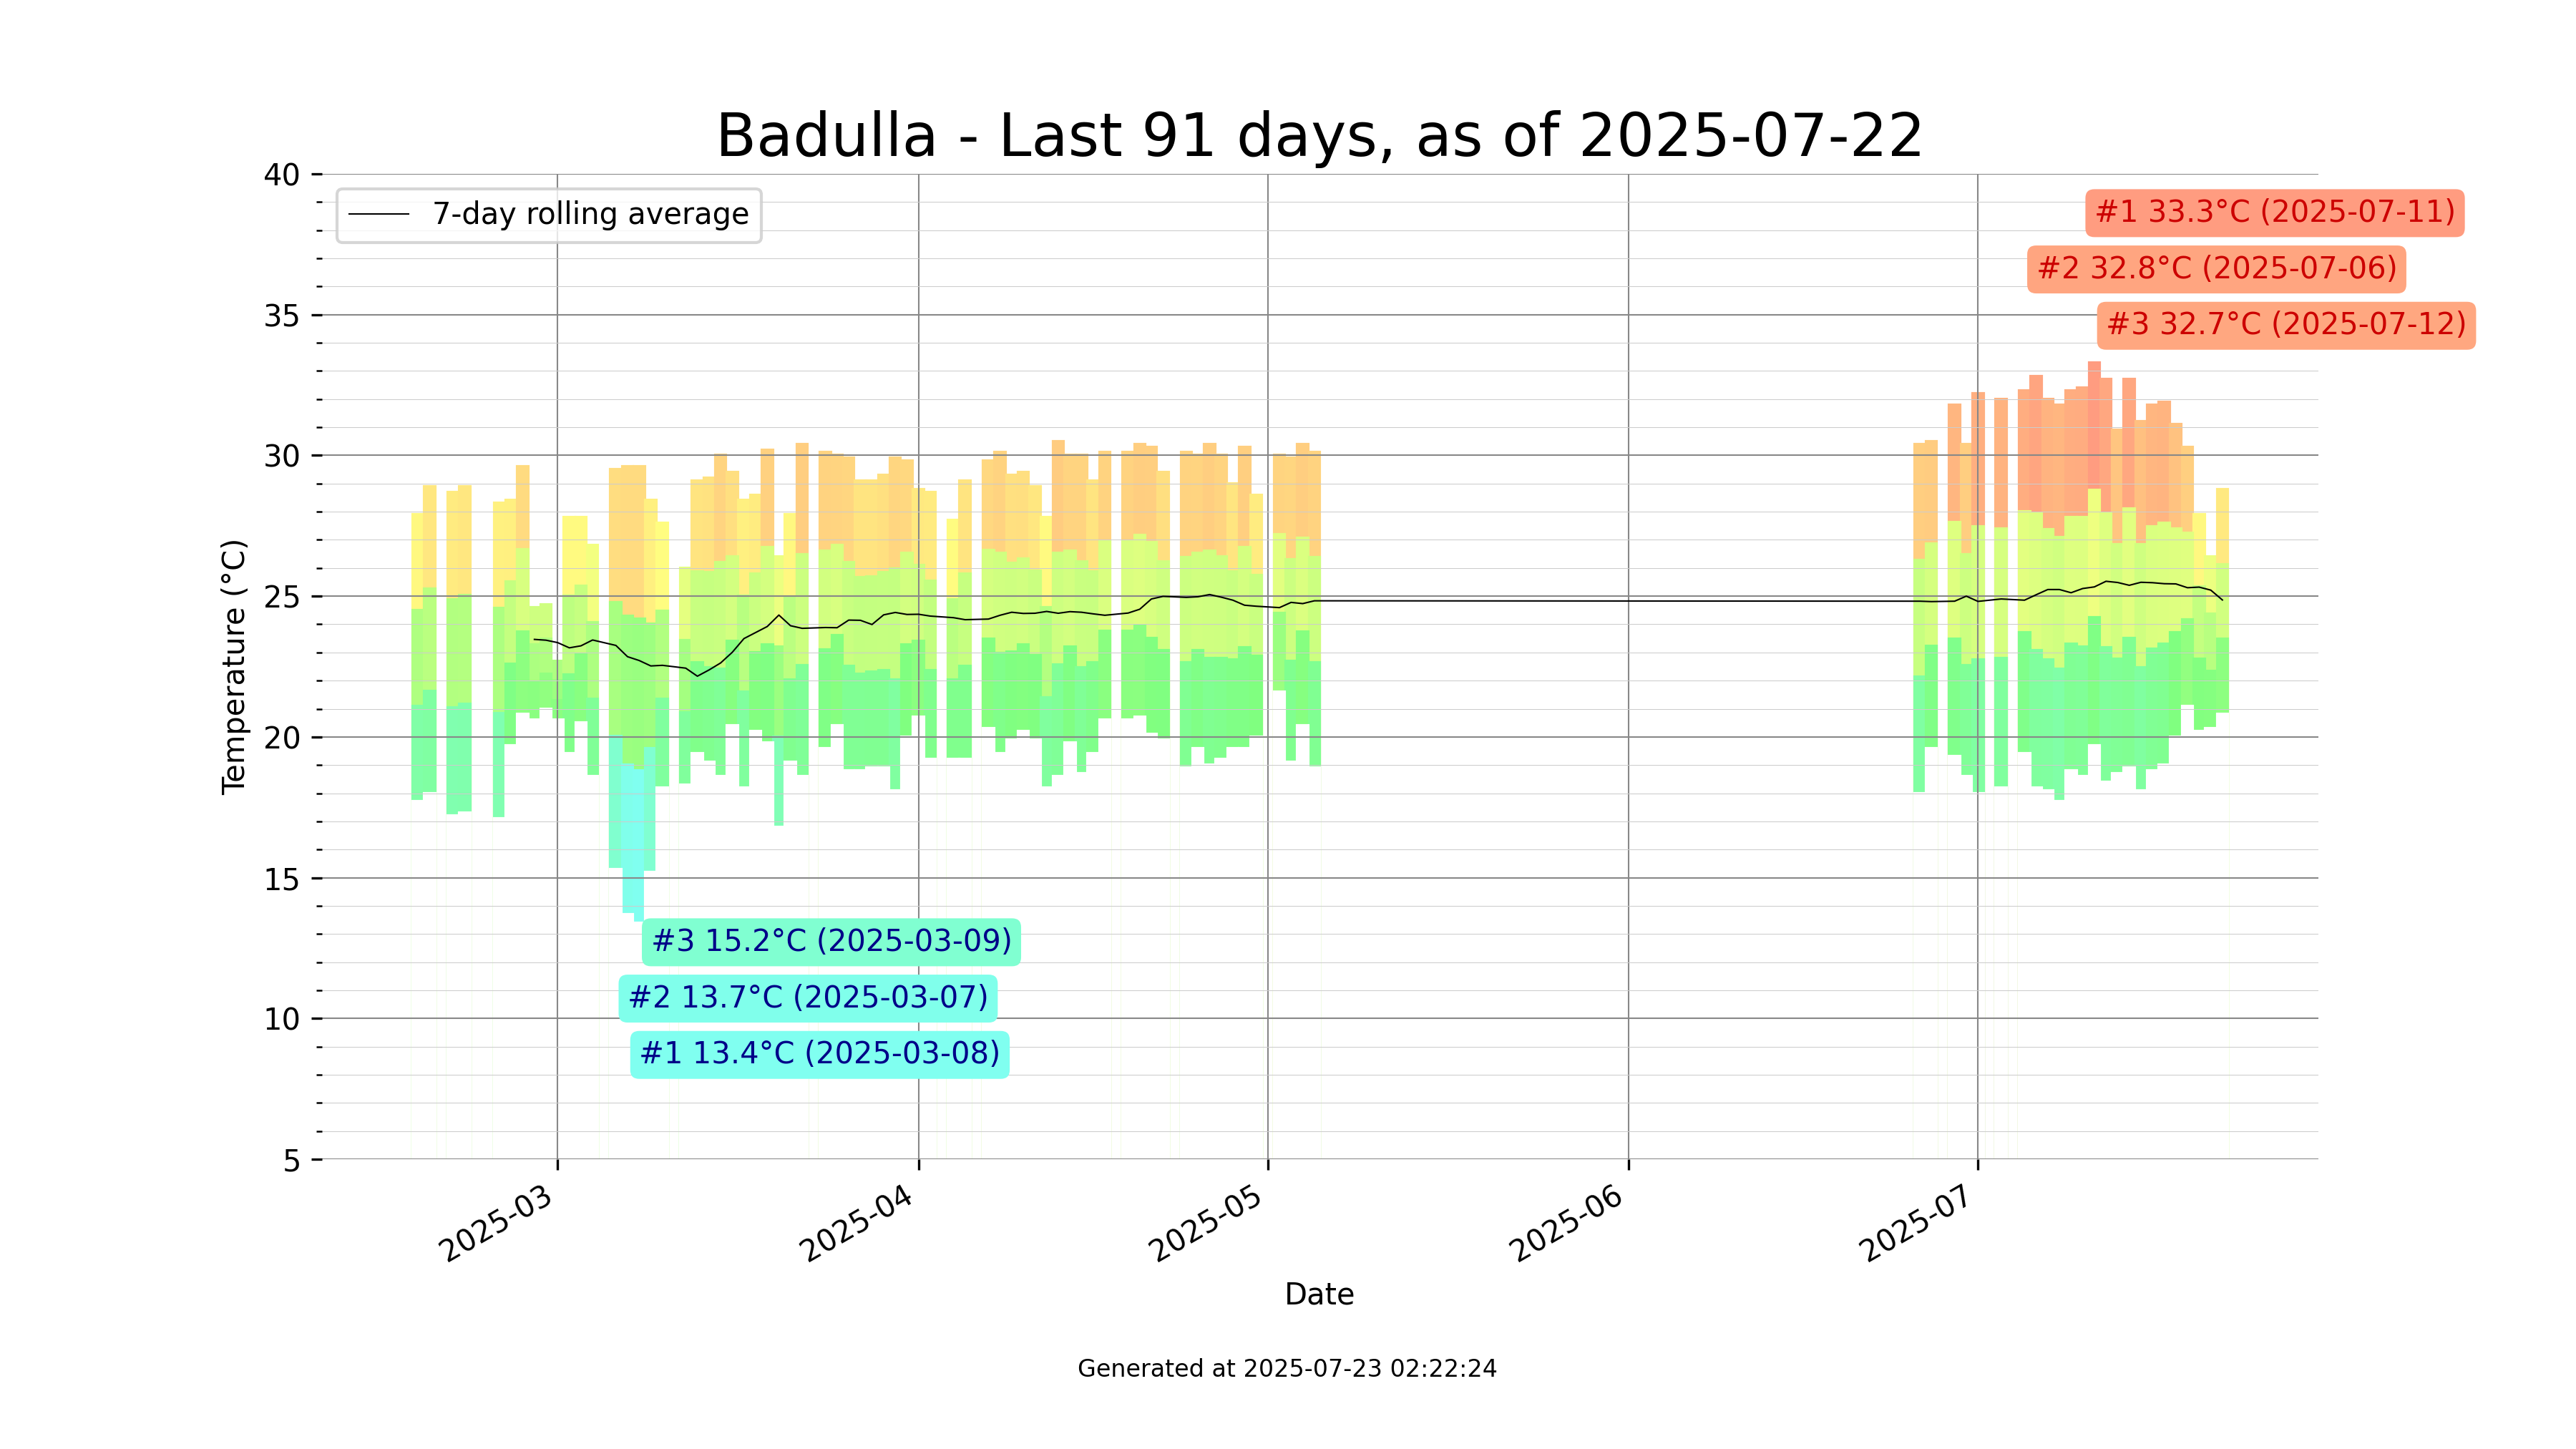 Badulla - Last 91 days, as of 2025-07-22
7-day rolling average
#1 33.3°C (2025-07-11)
#2 32.8°C (2025-07-06)
#3 32.7°C (2025-07-12)
40
35
30
25
20
15
10
5
Temperature (°C)
#3 15.2°C (2025-03-09)
#2 13.7°C (2025-03-07)
#1 13.4°C (2025-03-08)
2025-03
2025-04
2025-05
2025-06
2025-07
Date
Generated at 2025-07-23 02:22:24